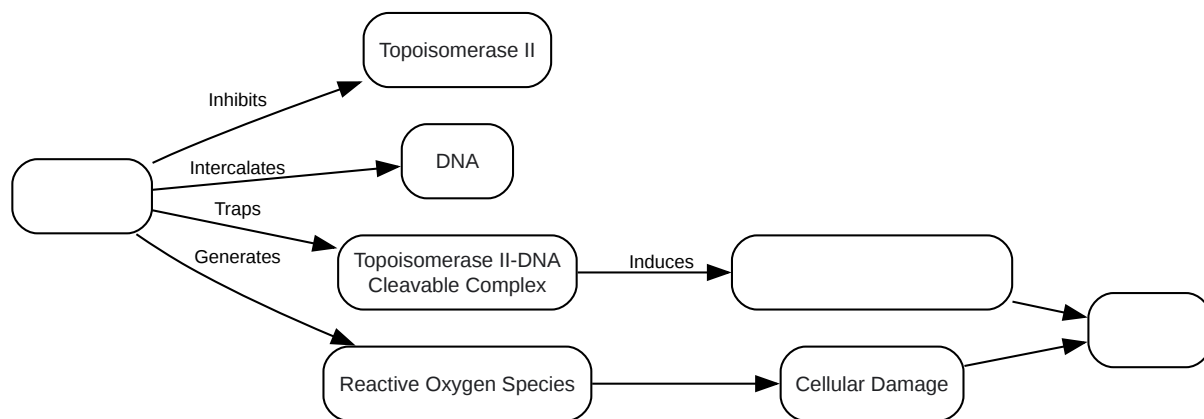 Topoisomerase II
Inhibits
DNA
Intercalates
Traps
Generates
Topoisomerase II-DNA
Cleavable Complex
Induces
Reactive Oxygen Species
Cellular Damage